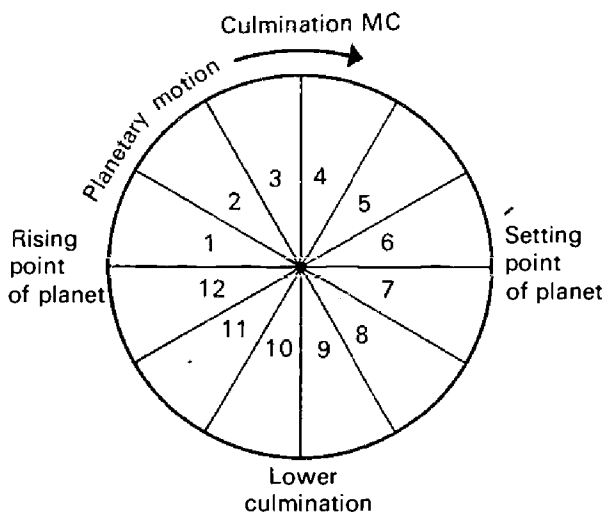 Culmination MC
Planetary motion
3 4
2 5
1 6
Rising
point
of planet
Setting
point
of planet
12 7
11 8
10 9
Lower
culmination